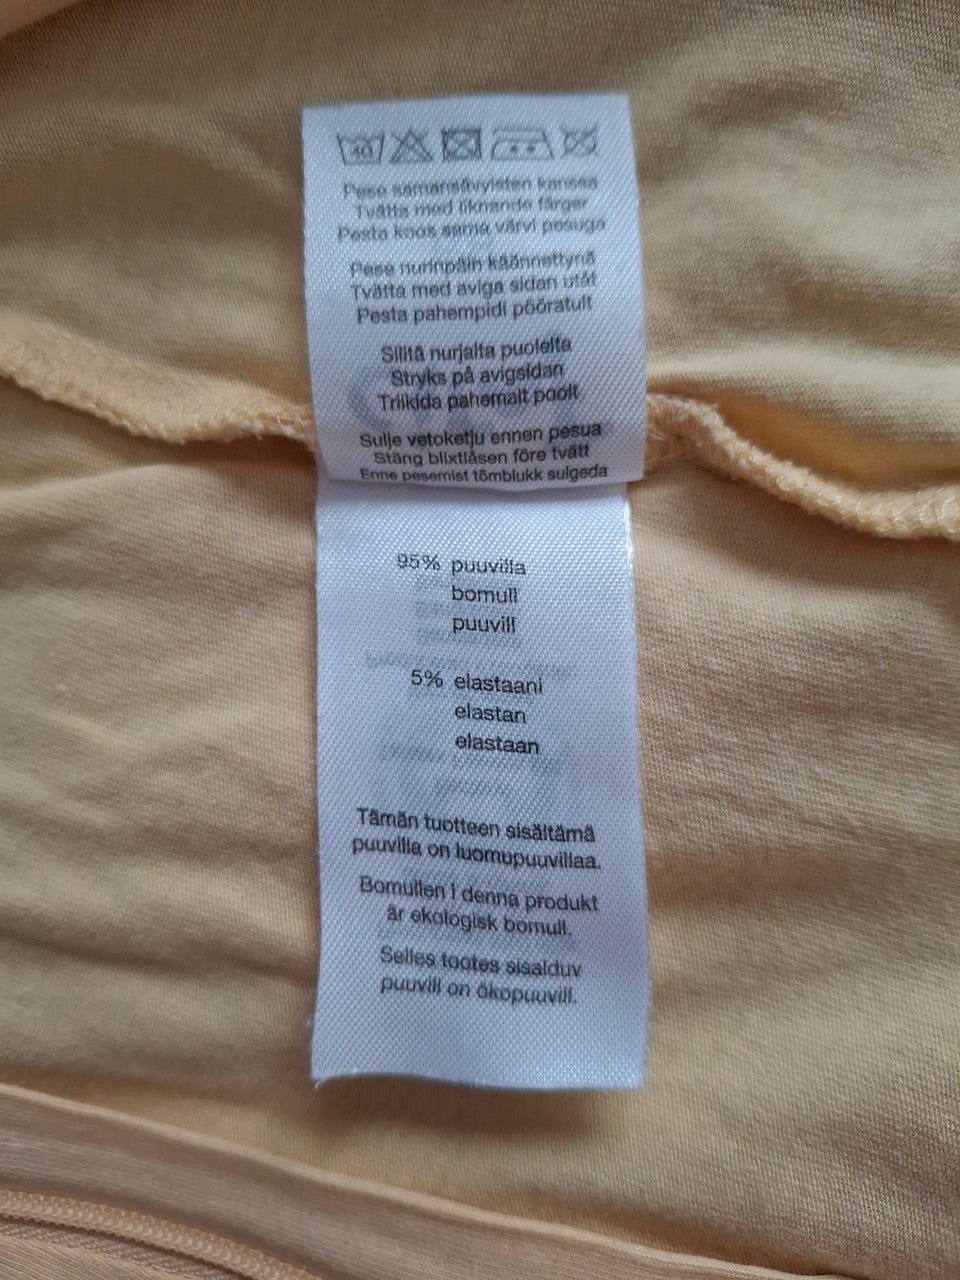 40
Pese samansävyisten kanssa
Tvätta med liknande färger
Pesta koos sama värvi pesuga
Pese nurinpäin käännettynä
Tvätta med aviga sidan utåt
Pesta pahempidi pööratult
Silitä nurjalta puolelta
Stryks på avigsidan
Triikida pahemalt poolt
Sulje vetoketju ennen pesua
Stäng blixtlåsen före tvätt
Enne pesemist tõmblukk sulgeda
95% puuvilla
bomull
puuvill
5% elastaani
elastan
elastaan
Tämän tuotteen sisältämä
puuvilla on luomupuuvillaa.
Bomullen i denna produkt
är ekologisk bomull.
Selles tootes sisalduv
puuvill on ökopuuvill.